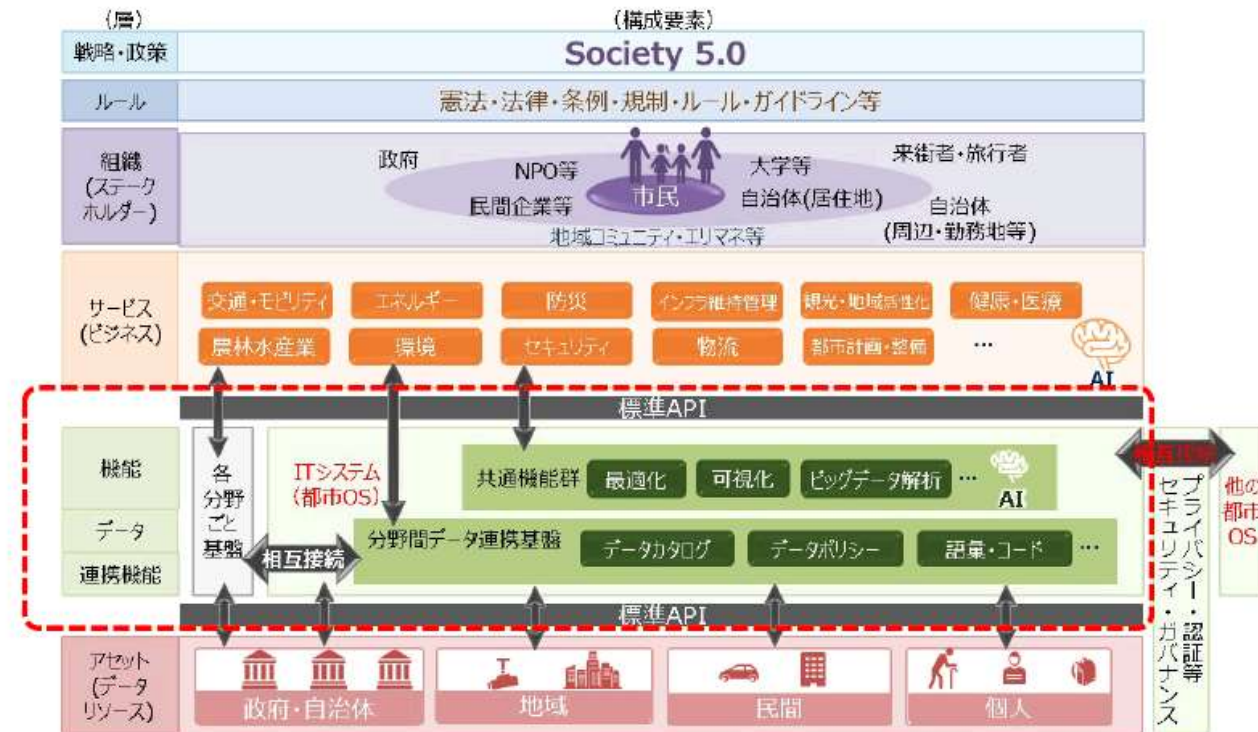 (層)
(構成要素)
戦略・政策
Society 5.0
ルール
憲法・法律・条例・規制・ルール・ガイドライン等
組織
(ステーク
ホルダー)
政府
NPO等
民間企業等
市民
大学等
自治体(居住地)
来街者・旅行者
自治体
(周辺・勤務地等)
地域コミュニティ・エリマネ等
サービス
(ビジネス)
交通・モビリティ
エネルギー
防災
インフラ維持管理
観光・地域活性化
健康・医療
農林水産業
環境
セキュリティ
物流
都市計画・整備
…
AI
標準API
機能
データ
連携機能
各
分野
ごと
基盤
ITシステム
(都市OS)
共通機能群
最適化
可視化
ビッグデータ解析
…
AI
相互接続
分野間データ連携基盤
データカタログ
データポリシー
語彙・コード
…
標準API
プライバシー・認証等
セキュリティ・ガバナンス
他の
都市
OS
アセット
(データ
リソース)
政府・自治体
地域
民間
個人